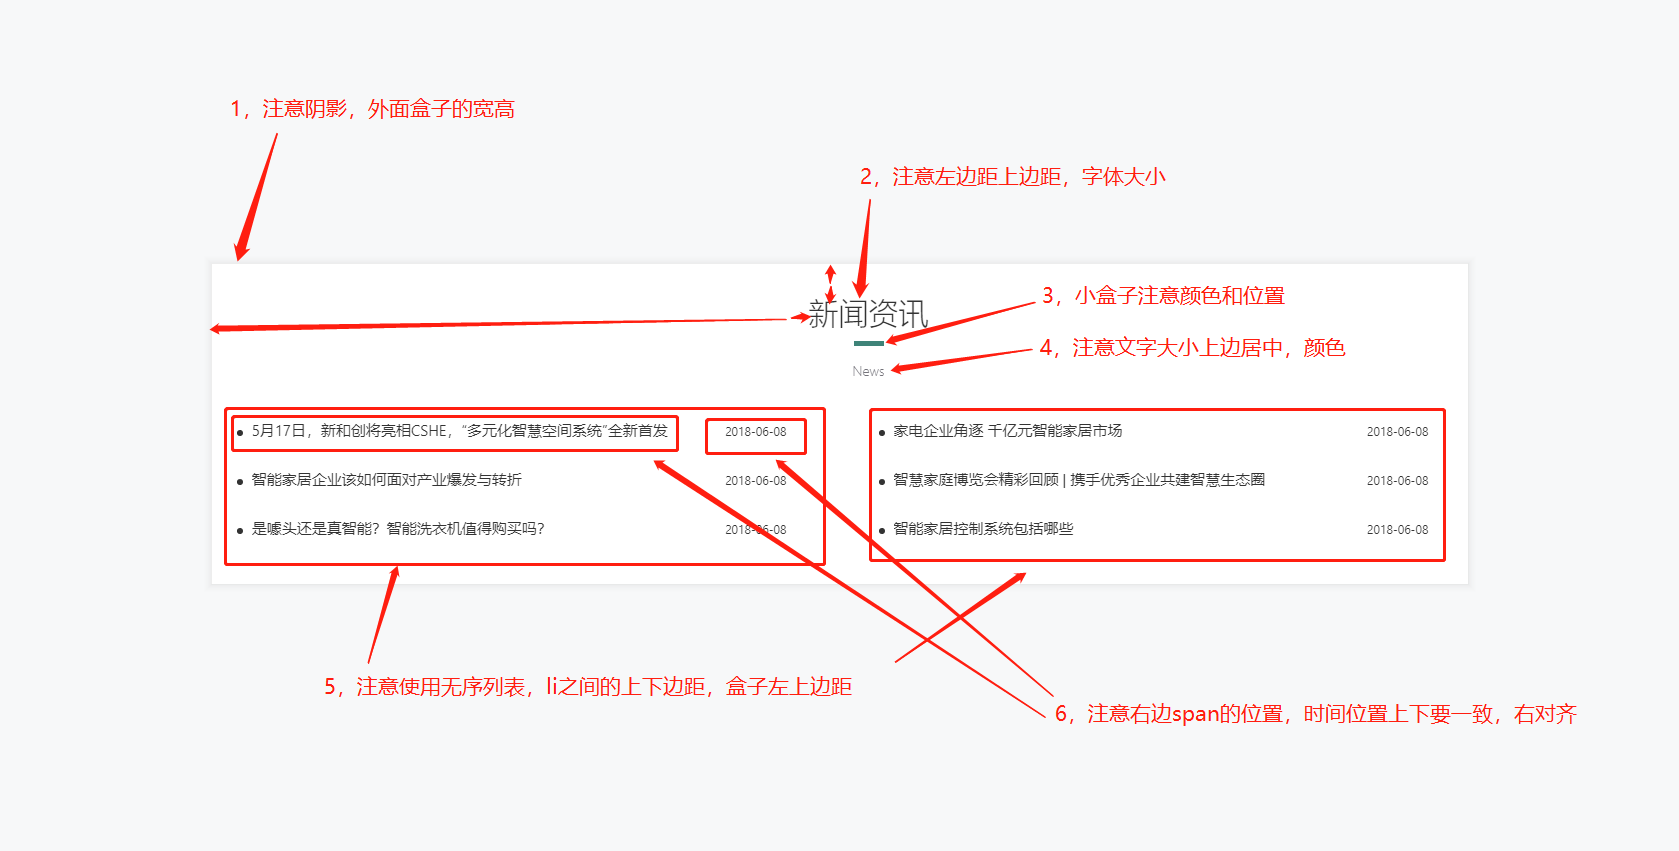 1，注意阴影，外面盒子的宽高
2，注意左边距上边距，字体大小
新闻资讯
3，小盒子注意颜色和位置
4，注意文字大小上边居中，颜色
News
5月17日，新和创将亮相CSHE，“多元化智慧空间系统”全新首发 2018-06-08
智能家居企业该如何面对产业爆发与转折 2018-06-08
是噱头还是真智能？智能洗衣机值得购买吗? 2018-06-08
家电企业角逐 千亿元智能家居市场 2018-06-08
智慧家庭博览会精彩回顾 | 携手优秀企业共建智慧生态圈 2018-06-08
智能家居控制系统包括哪些 2018-06-08
5，注意使用无序列表，li之间的上下边距，盒子左上边距
6，注意右边span的位置，时间位置上下要一致，右对齐